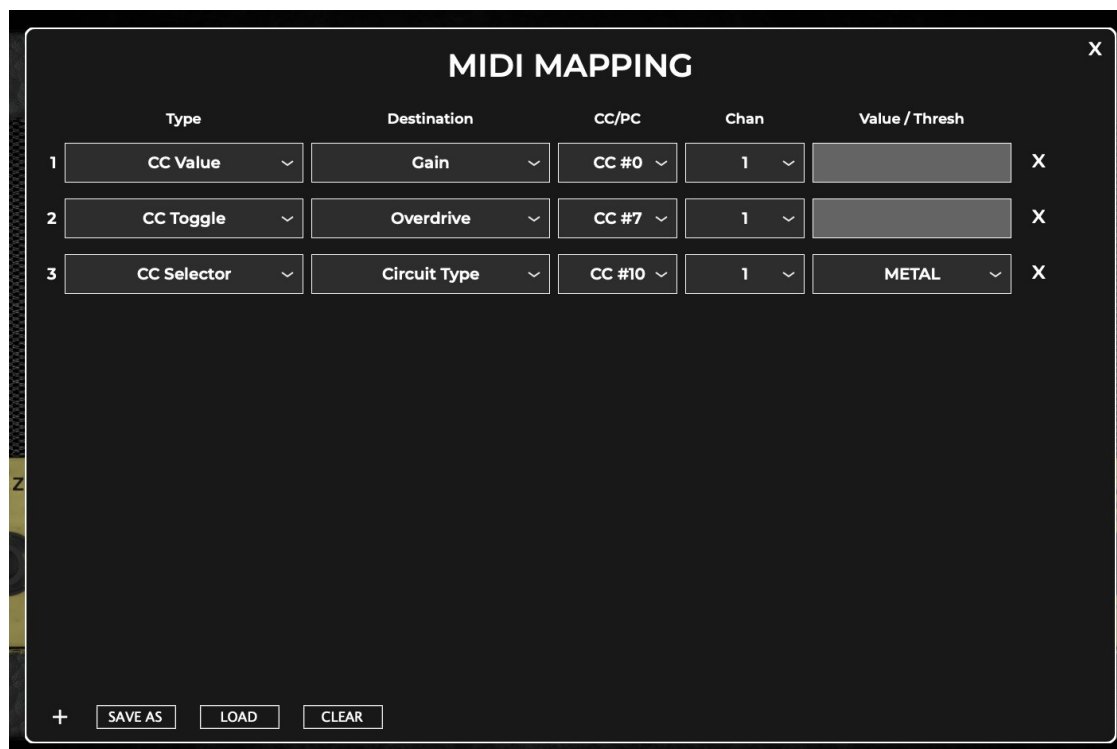 X
MIDI MAPPING
Type Destination CC/PC Chan Value / Thresh
1 CC Value Gain CC #0 1 X
2 CC Toggle Overdrive CC #7 1 X
3 CC Selector Circuit Type CC #10 1 METAL X
Z
+ SAVE AS LOAD CLEAR